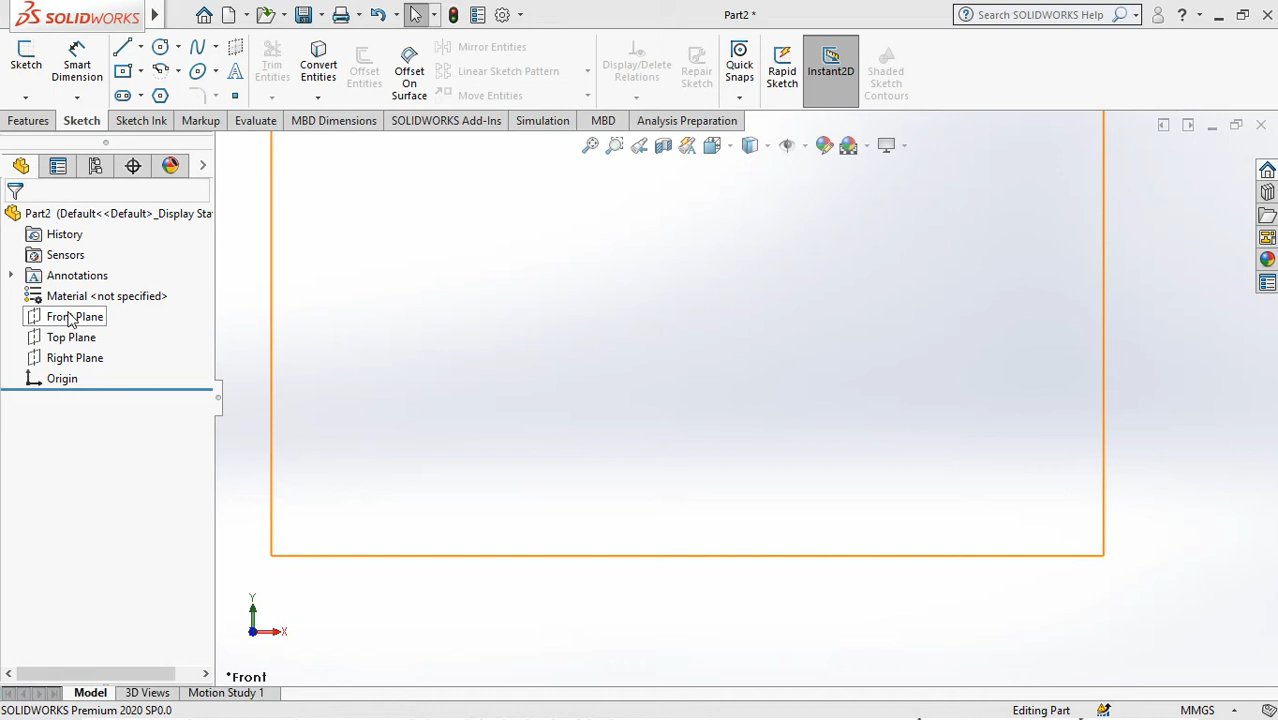 SOLIDWORKS
Part2 *
Search SOLIDWORKS Help
Sketch
Smart Dimension
Trim Entities
Convert Entities
Offset Entities
Offset On Surface
Mirror Entities
Linear Sketch Pattern
Move Entities
Display/Delete Relations
Repair Sketch
Quick Snaps
Rapid Sketch
Instant2D
Shaded Sketch Contours
Features
Sketch
Sketch Ink
Markup
Evaluate
MBD Dimensions
SOLIDWORKS Add-Ins
Simulation
MBD
Analysis Preparation
Part2 (Default<<Default>_Display Sta
History
Sensors
Annotations
Material <not specified>
Front Plane
Top Plane
Right Plane
Origin
Y
X
*Front
Model
3D Views
Motion Study 1
SOLIDWORKS Premium 2020 SP0.0
Editing Part
MMGS